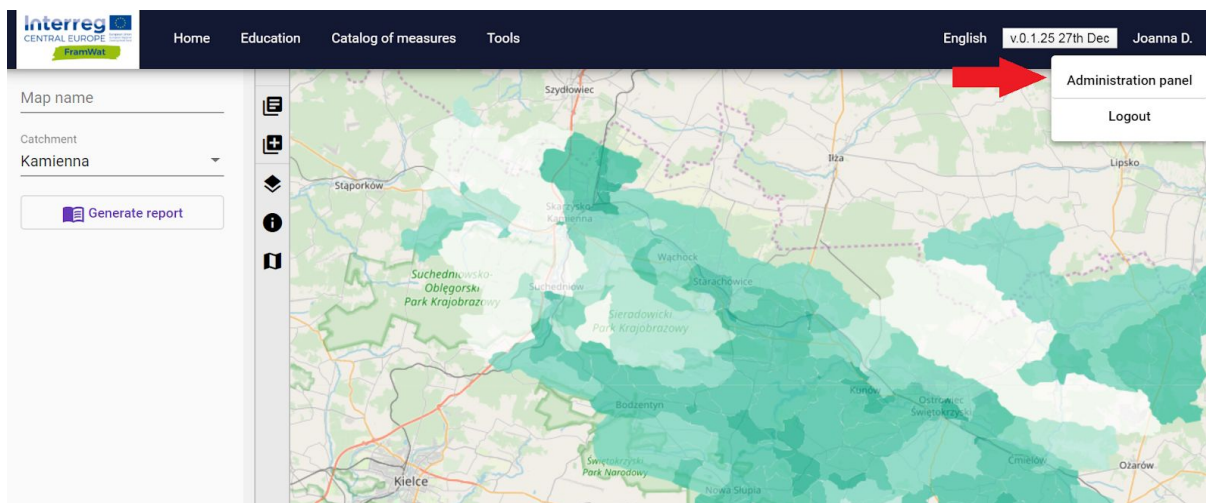 Interreg
CENTRAL EUROPE
FramWat
Home
Education
Catalog of measures
Tools
English
v.0.1.25 27th Dec
Joanna D.
Administration panel
Logout
Map name
Catchment
Kamienna
Generate report
Szydłowiec
Iłża
Lipsko
Stąporków
Skarżysko-
Kamienna
Wąchock
Starachowice
Suchedniowsko-
Oblęgorski
Park Krajobrazowy
Suchedniów
Sieradowicki
Park Krajobrazowy
Kunów
Ostrowiec
Świętokrzyski
Bodzentyn
Ćmielów
Ożarów
Świętokrzyski
Park Narodowy
Kielce
Nowa Słupia